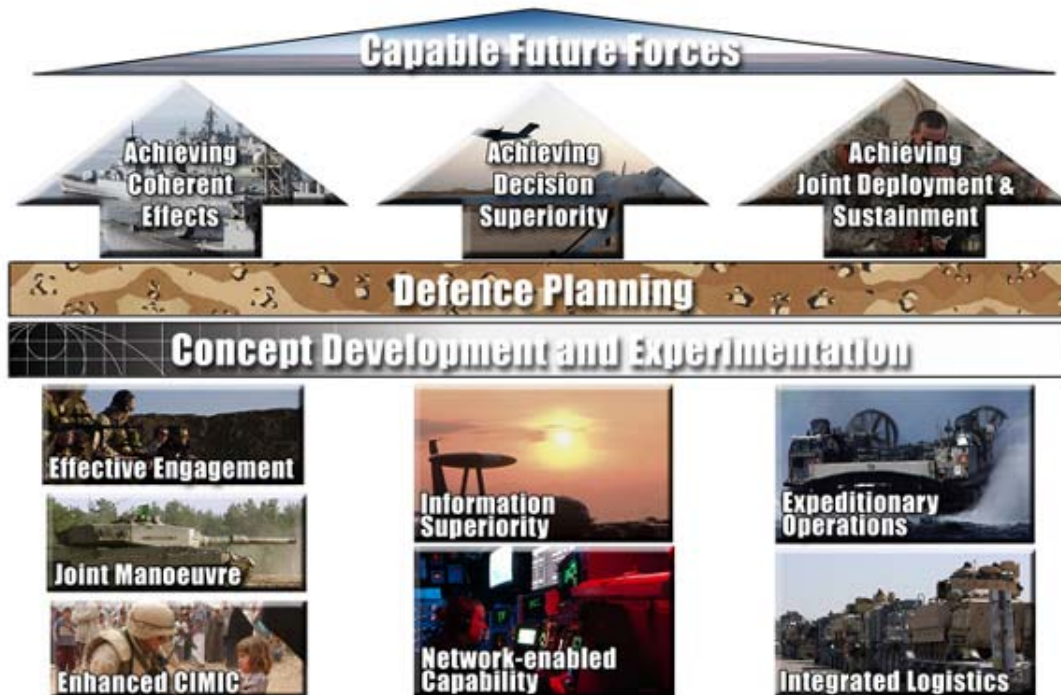 Capable Future Forces
Achieving
Coherent
Effects
Achieving
Decision
Superiority
Achieving
Joint Deployment &
Sustainment
Defence Planning
Concept Development and Experimentation
Effective Engagement
Joint Manoeuvre
Enhanced CIMIC
Information
Superiority
Network-enabled
Capability
Expeditionary
Operations
Integrated Logistics